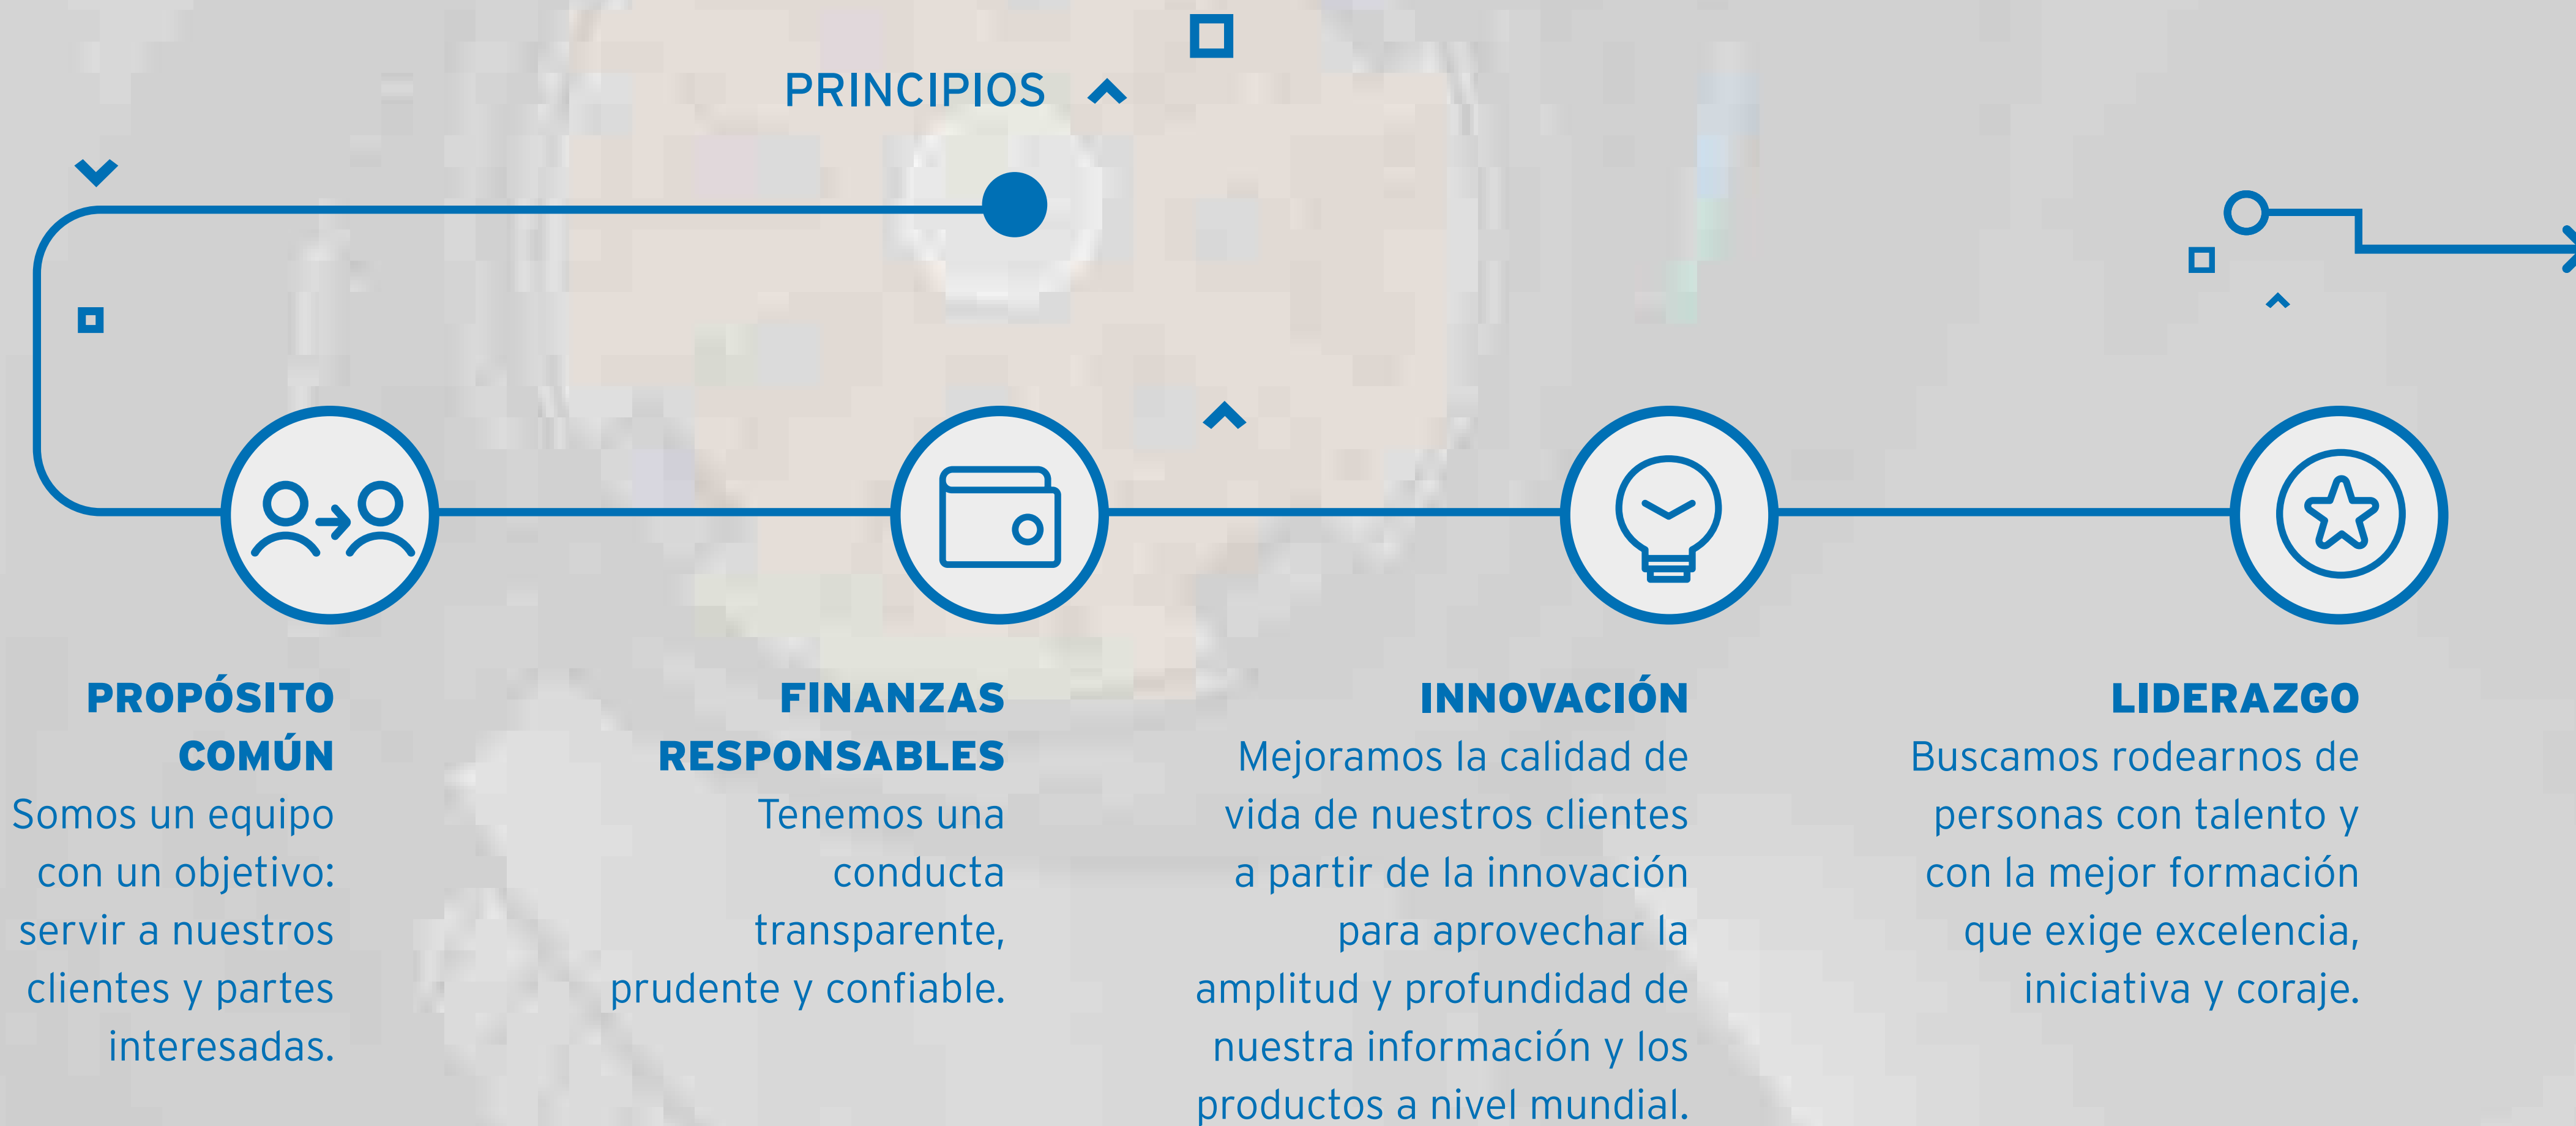 PRINCIPIOS
PROPÓSITO
COMÚN
Somos un equipo
con un objetivo:
servir a nuestros
clientes y partes
interesadas.
FINANZAS
RESPONSABLES
Tenemos una
conducta
transparente,
prudente y confiable.
INNOVACIÓN
Mejoramos la calidad de
vida de nuestros clientes
a partir de la innovación
para aprovechar la
amplitud y profundidad de
nuestra información y los
productos a nivel mundial.
LIDERAZGO
Buscamos rodearnos de
personas con talento y
con la mejor formación
que exige excelencia,
iniciativa y coraje.